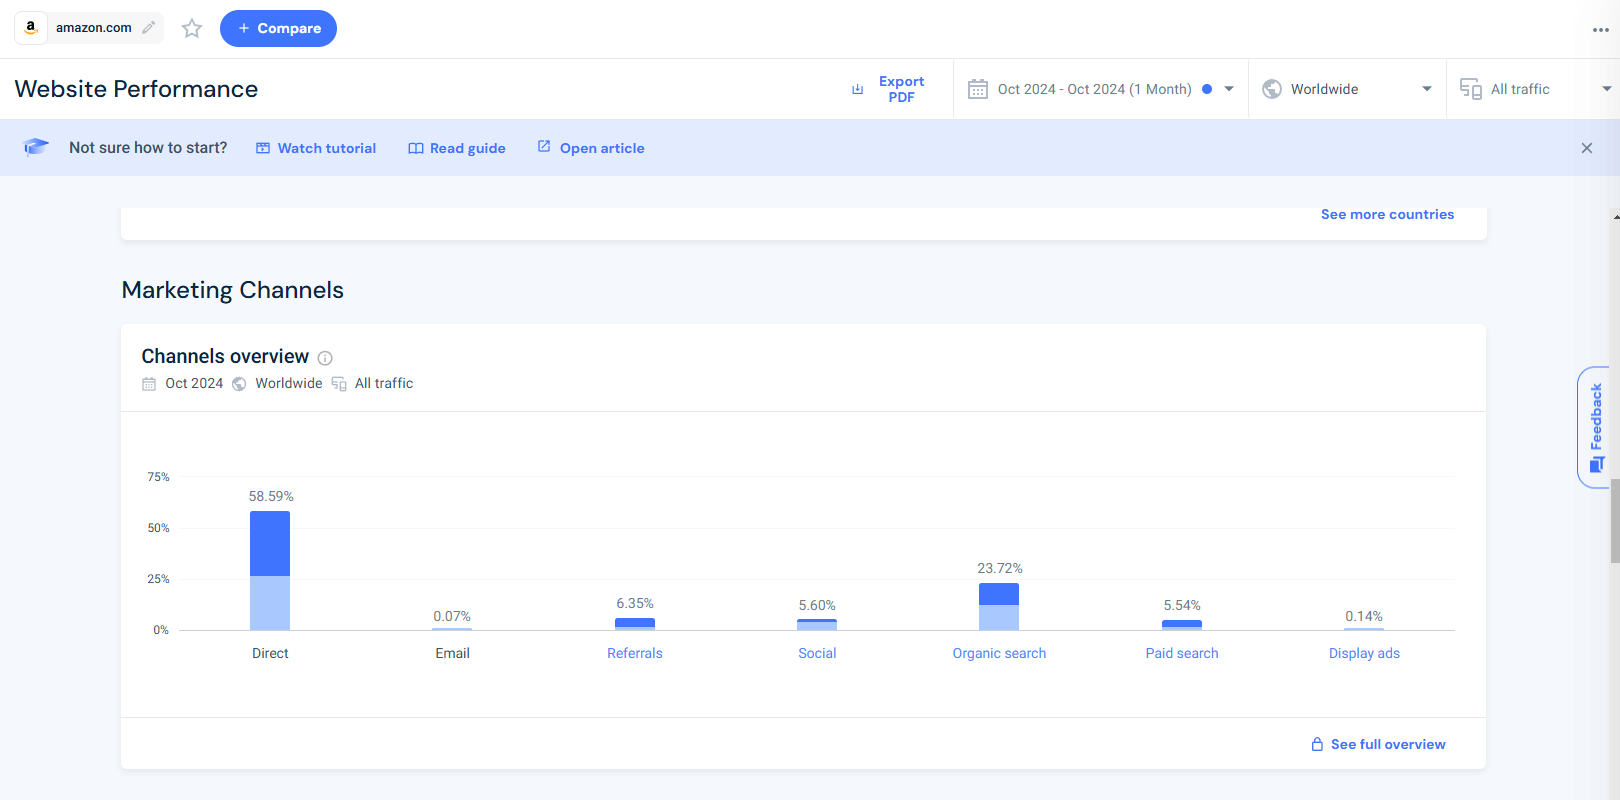 a amazon.com
+ Compare
Website Performance
Export PDF
Oct 2024 - Oct 2024 (1 Month)
Worldwide
All traffic
Not sure how to start?
Watch tutorial
Read guide
Open article
See more countries
Marketing Channels
Channels overview
Oct 2024 Worldwide All traffic
75%
50%
25%
0%
58.59%
0.07%
6.35%
5.60%
23.72%
5.54%
0.14%
Direct
Email
Referrals
Social
Organic search
Paid search
Display ads
See full overview
Feedback